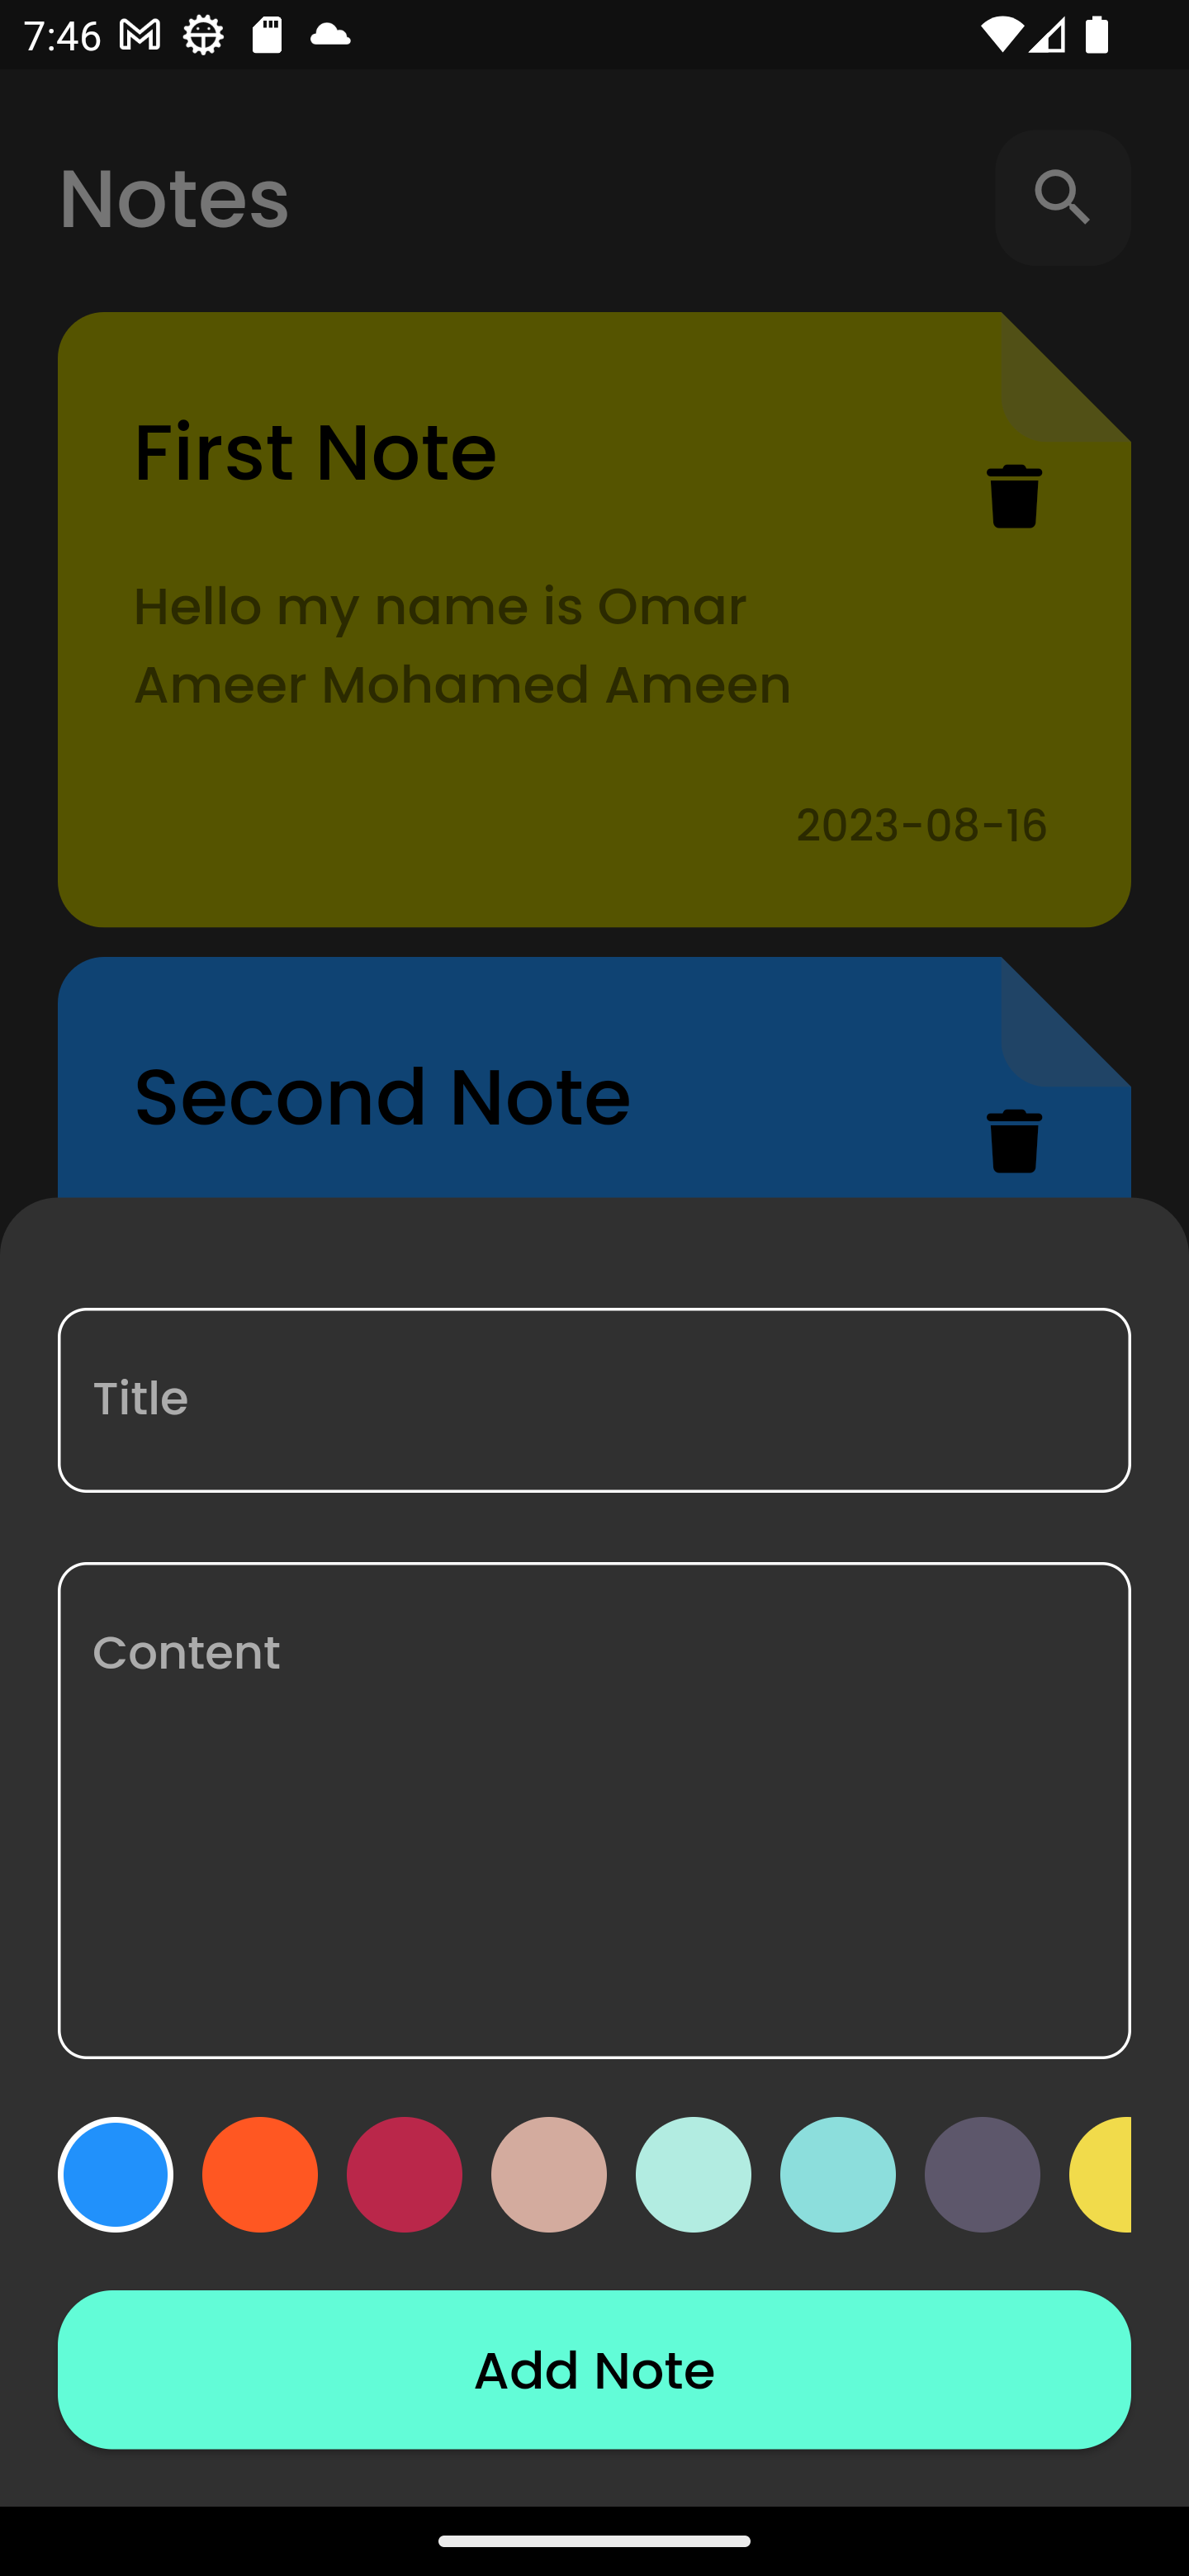 7:46
Notes
First Note
Hello my name is Omar
Ameer Mohamed Ameen
2023-08-16
Second Note
Title
Content
Add Note